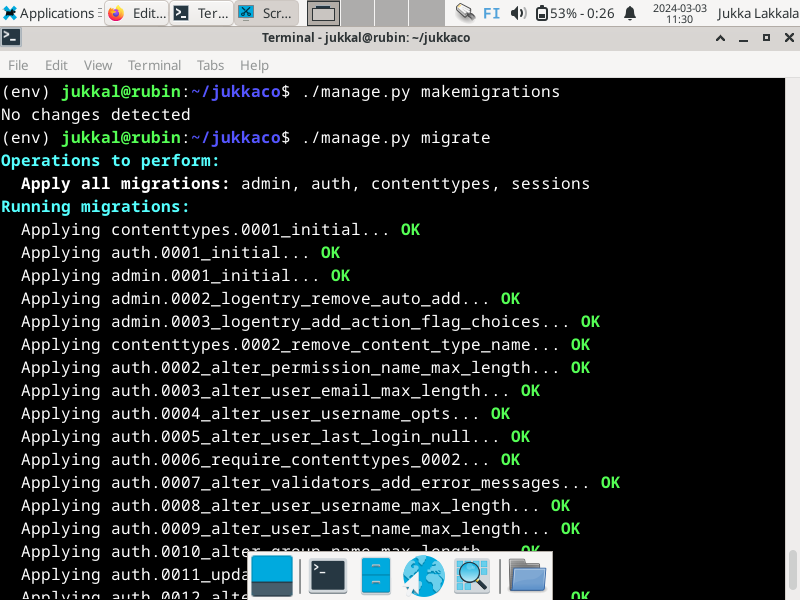 Applications Edit... Ter... Scr... FI 53% - 0:26 2024-03-03 11:30 Jukka Lakkala
Terminal - jukkal@rubin: ~/jukkaco
File Edit View Terminal Tabs Help
(env) jukkal@rubin:~/jukkaco$ ./manage.py makemigrations
No changes detected
(env) jukkal@rubin:~/jukkaco$ ./manage.py migrate
Operations to perform:
Apply all migrations: admin, auth, contenttypes, sessions
Running migrations:
Applying contenttypes.0001_initial... OK
Applying auth.0001_initial... OK
Applying admin.0001_initial... OK
Applying admin.0002_logentry_remove_auto_add... OK
Applying admin.0003_logentry_add_action_flag_choices... OK
Applying contenttypes.0002_remove_content_type_name... OK
Applying auth.0002_alter_permission_name_max_length... OK
Applying auth.0003_alter_user_email_max_length... OK
Applying auth.0004_alter_user_username_opts... OK
Applying auth.0005_alter_user_last_login_null... OK
Applying auth.0006_require_contenttypes_0002... OK
Applying auth.0007_alter_validators_add_error_messages... OK
Applying auth.0008_alter_user_username_max_length... OK
Applying auth.0009_alter_user_last_name_max_length... OK
Applying auth.0010_alter_group_name_max_length... OK
Applying auth.0011_upda
Applying auth.0012_alte OK